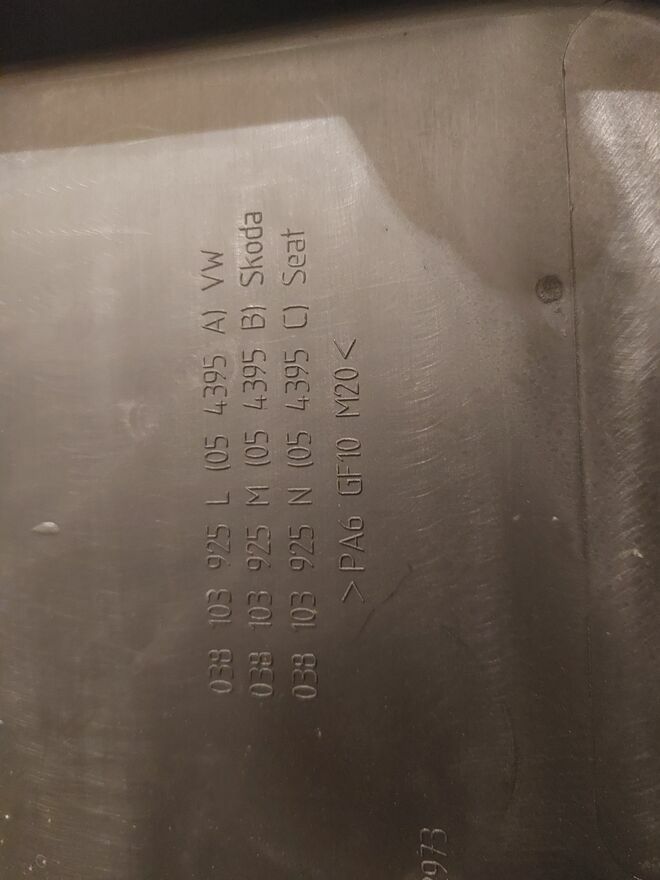 038 103 925 L (05 4395 A) VW
038 103 925 M (05 4395 B) Skoda
038 103 925 N (05 4395 C) Seat
>PA6 GF10 M20<